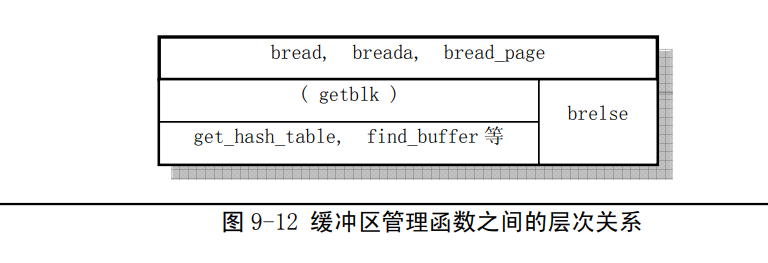 bread, breada, bread_page
( getblk )
brelse
get_hash_table, find_buffer 等
图 9-12 缓冲区管理函数之间的层次关系